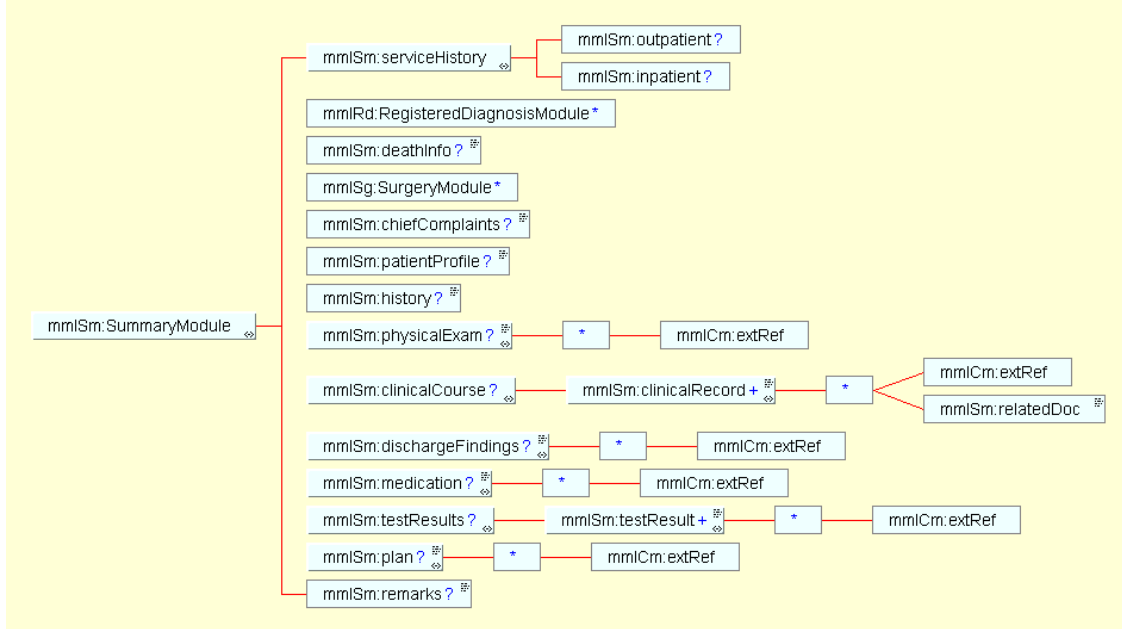 mmlSm:outpatient?
mmlSm:serviceHistory
mmlSm:inpatient?
mmlRd:RegisteredDiagnosisModule*
mmlSm:deathInfo?
mmlSg:SurgeryModule*
mmlSm:chiefComplaints?
mmlSm:patientProfile?
mmlSm:history?
mmlSm:SummaryModule
mmlSm:physicalExam? * mmlCm:extRef
mmlCm:extRef
mmlSm:clinicalCourse? mmlSm:clinicalRecord+ *
mmlSm:relatedDoc
mmlSm:dischargeFindings? * mmlCm:extRef
mmlSm:medication? * mmlCm:extRef
mmlSm:testResults? mmlSm:testResult+ * mmlCm:extRef
mmlSm:plan? * mmlCm:extRef
mmlSm:remarks?